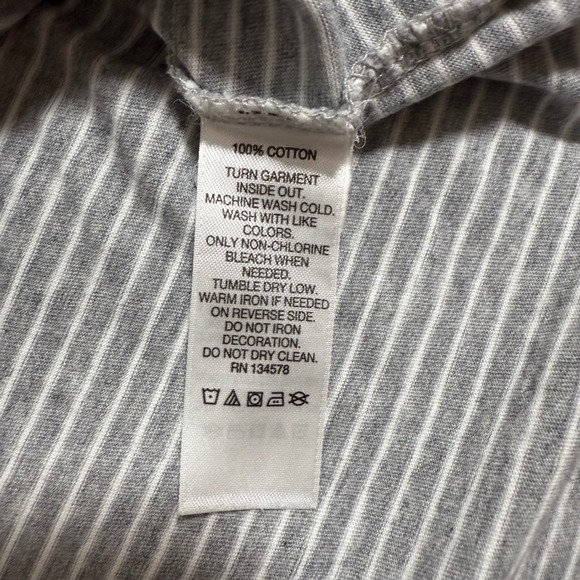 100% COTTON
TURN GARMENT
INSIDE OUT.
MACHINE WASH COLD.
WASH WITH LIKE
COLORS.
ONLY NON-CHLORINE
BLEACH WHEN
NEEDED.
TUMBLE DRY LOW.
WARM IRON IF NEEDED
ON REVERSE SIDE.
DO NOT IRON
DECORATION.
DO NOT DRY CLEAN.
RN 134578